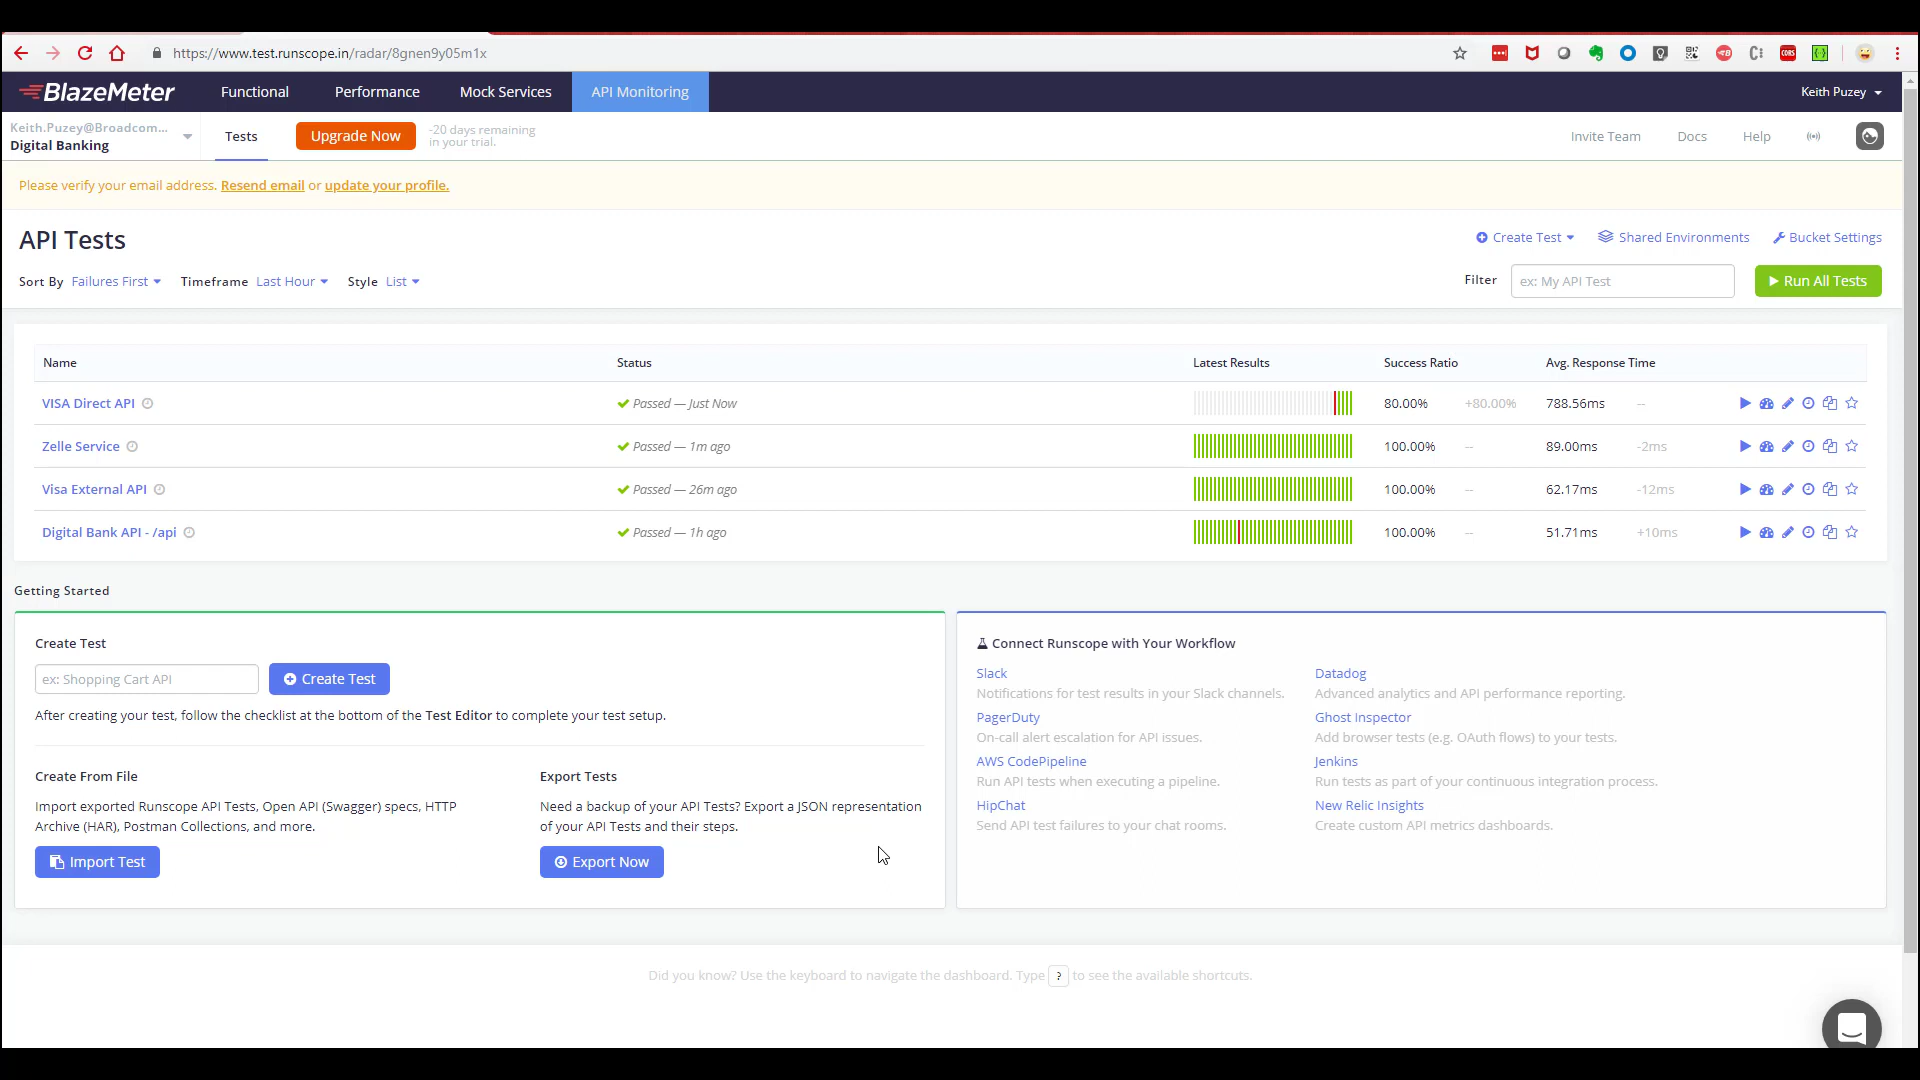 https://www.test.runscope.in/radar/8gnen9y05m1x
BlazeMeter
Functional
Performance
Mock Services
API Monitoring
Keith Puzey
Keith.Puzey@Broadcom...
Digital Banking
Tests
Upgrade Now
-20 days remaining
in your trial.
Invite Team
Docs
Help
Please verify your email address. Resend email or update your profile.
API Tests
Create Test
Shared Environments
Bucket Settings
Sort By Failures First
Timeframe Last Hour
Style List
Filter
ex: My API Test
Run All Tests
Name Status Latest Results Success Ratio Avg. Response Time
VISA Direct API Passed — Just Now 80.00% +80.00% 788.56ms --
Zelle Service Passed — 1m ago 100.00% -- 89.00ms -2ms
Visa External API Passed — 26m ago 100.00% -- 62.17ms -12ms
Digital Bank API - /api Passed — 1h ago 100.00% -- 51.71ms +10ms
Getting Started
Create Test
ex: Shopping Cart API
Create Test
After creating your test, follow the checklist at the bottom of the Test Editor to complete your test setup.
Create From File
Import exported Runscope API Tests, Open API (Swagger) specs, HTTP
Archive (HAR), Postman Collections, and more.
Import Test
Export Tests
Need a backup of your API Tests? Export a JSON representation
of your API Tests and their steps.
Export Now
Connect Runscope with Your Workflow
Slack
Notifications for test results in your Slack channels.
PagerDuty
On-call alert escalation for API issues.
AWS CodePipeline
Run API tests when executing a pipeline.
HipChat
Send API test failures to your chat rooms.
Datadog
Advanced analytics and API performance reporting.
Ghost Inspector
Add browser tests (e.g. OAuth flows) to your tests.
Jenkins
Run tests as part of your continuous integration process.
New Relic Insights
Create custom API metrics dashboards.
Did you know? Use the keyboard to navigate the dashboard. Type ? to see the available shortcuts.